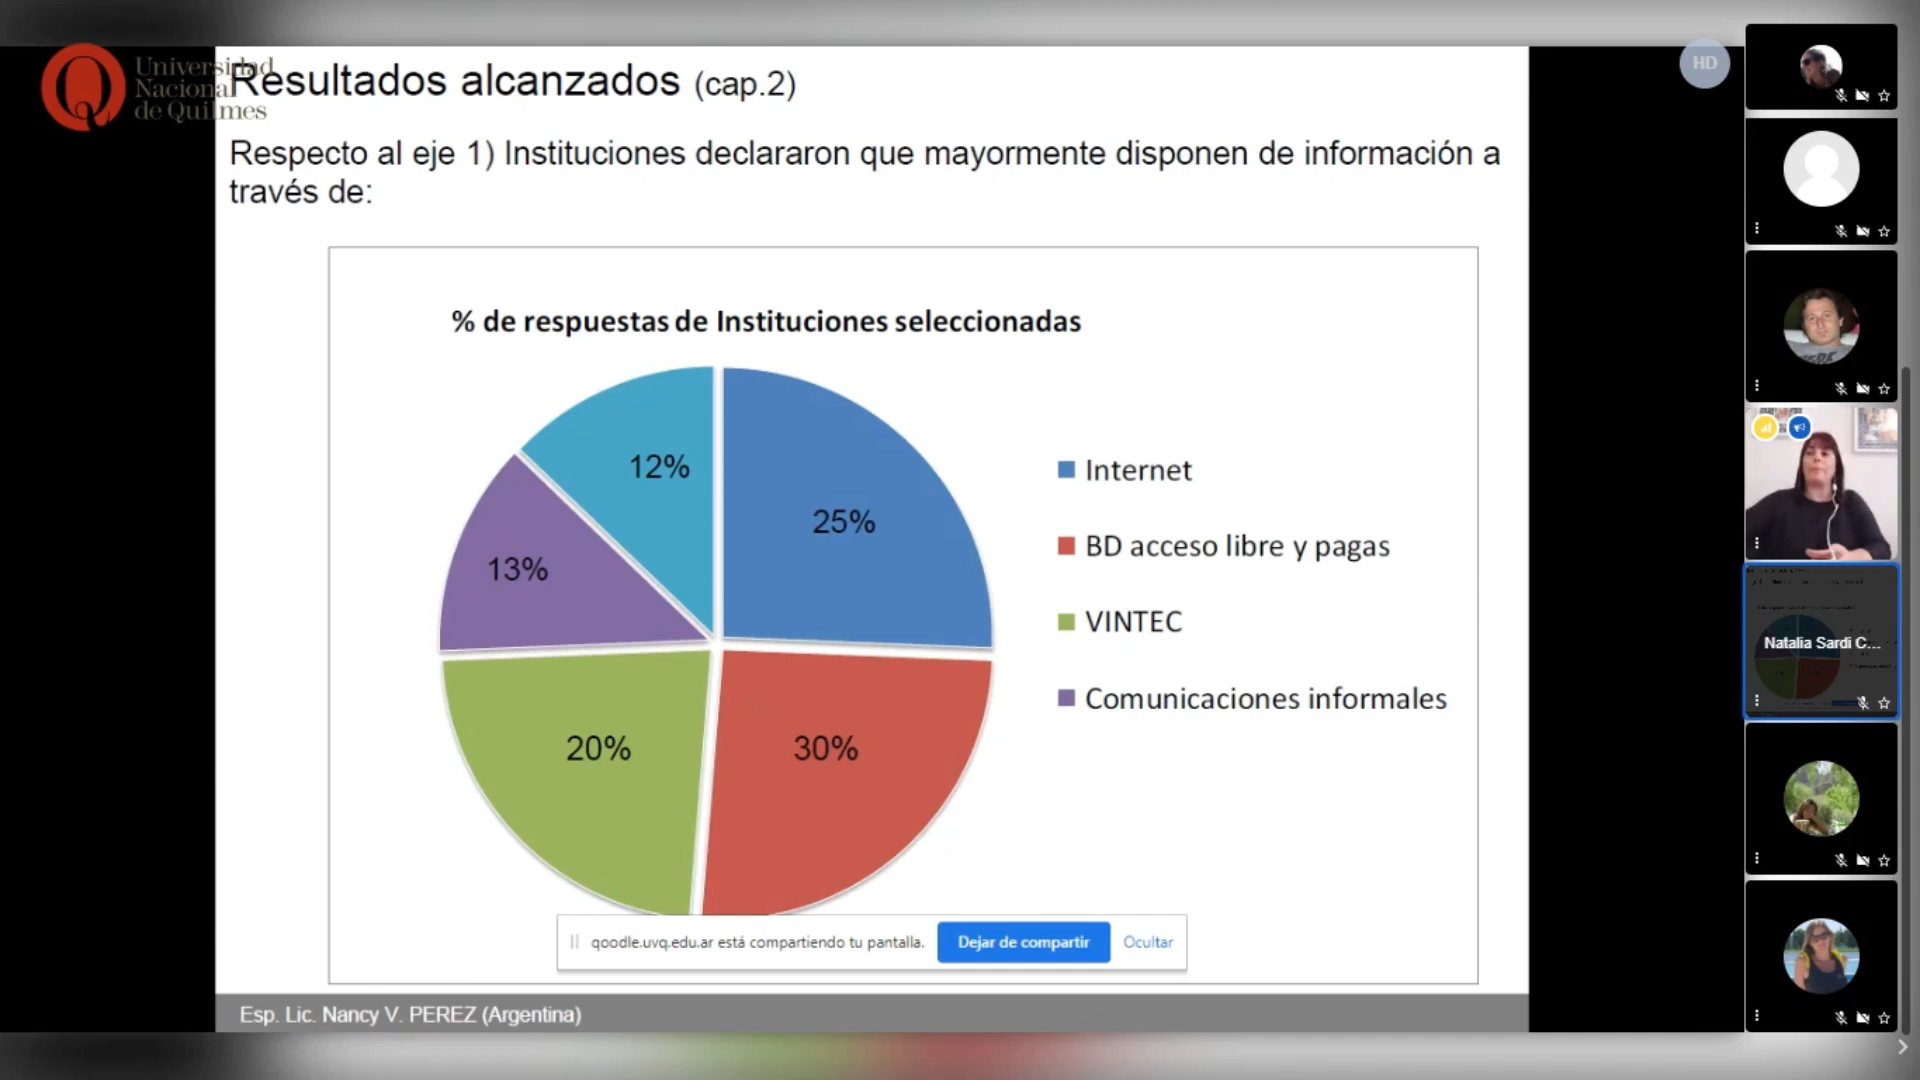 Universidad
Nacional
de Quilmes
Resultados alcanzados (cap.2)
Respecto al eje 1) Instituciones declararon que mayormente disponen de información a
través de:
% de respuestas de Instituciones seleccionadas
12%
25%
13%
20%
30%
Internet
BD acceso libre y pagas
VINTEC
Comunicaciones informales
qoodle.uvq.edu.ar está compartiendo tu pantalla.
Dejar de compartir
Ocultar
Esp. Lic. Nancy V. PEREZ (Argentina)
HD
Natalia Sardi C...